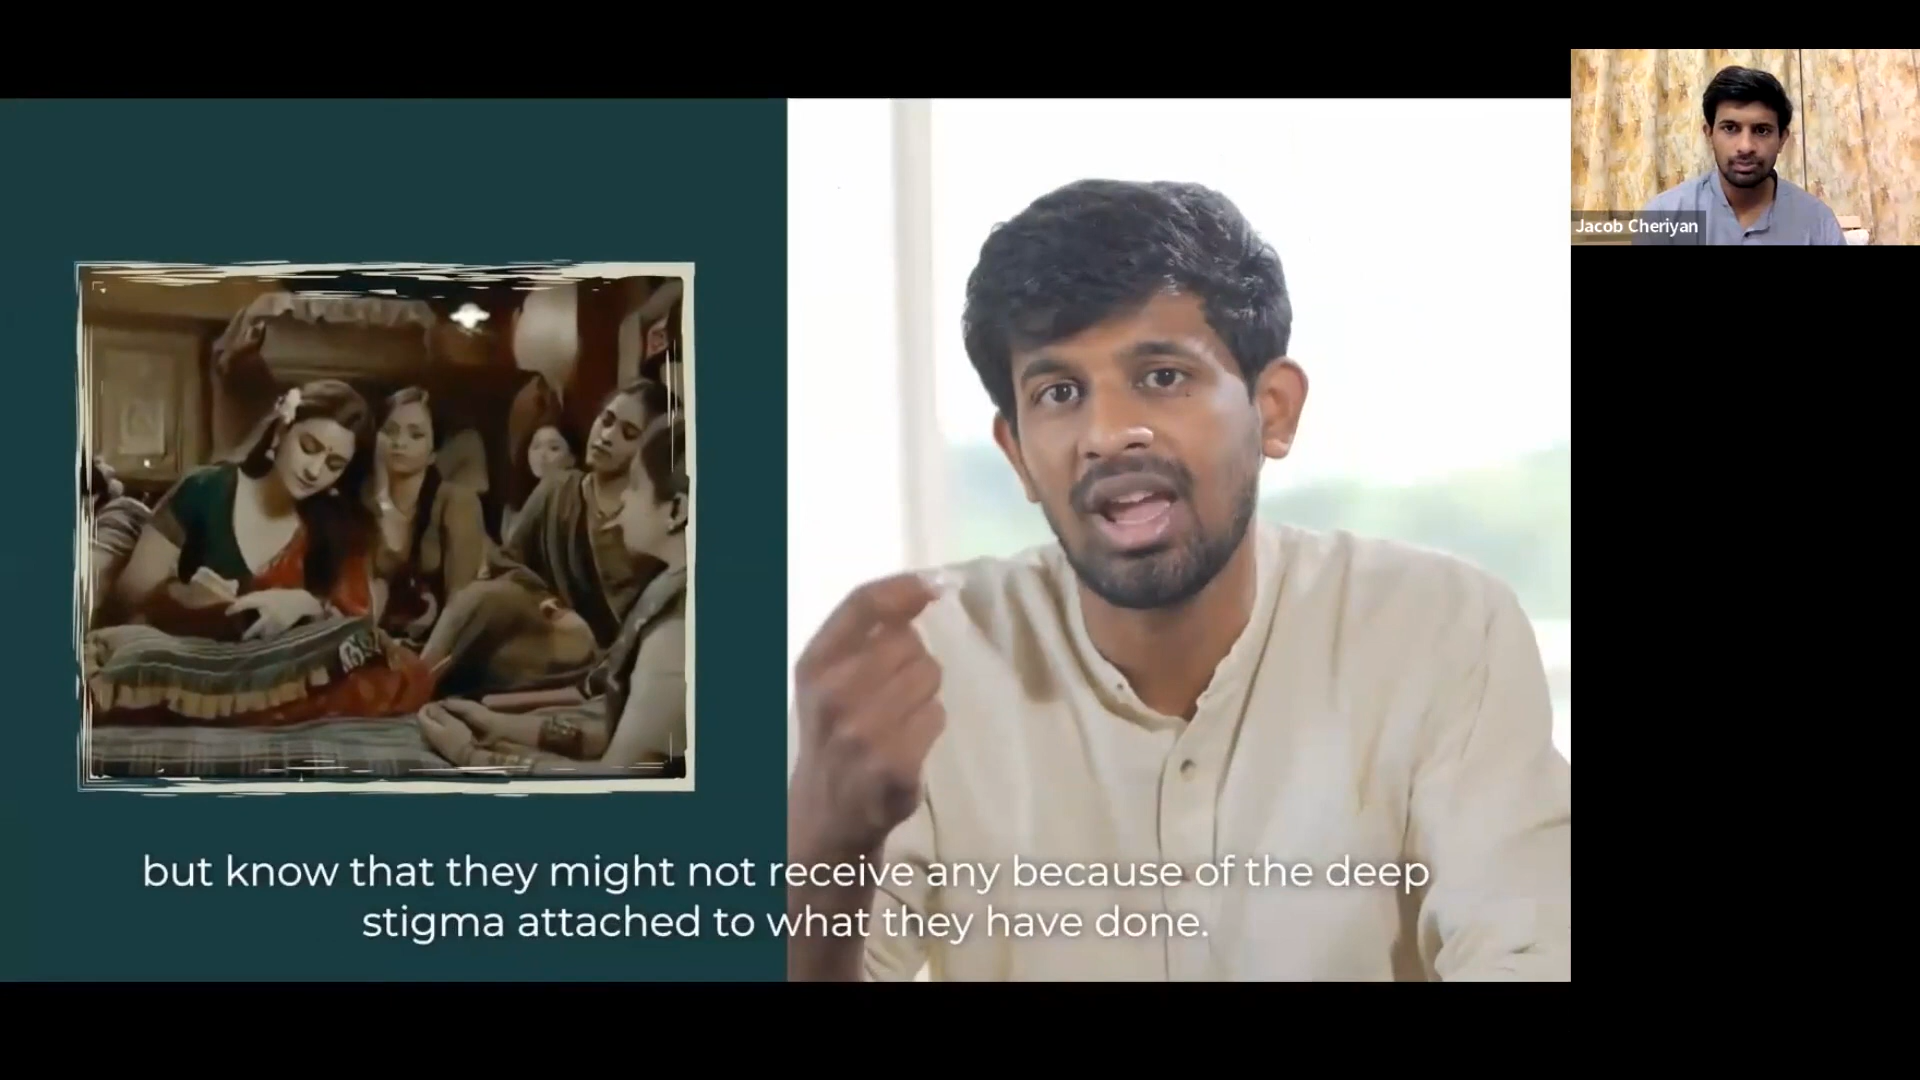 Jacob Cheriyan
but know that they might not receive any because of the deep
stigma attached to what they have done.